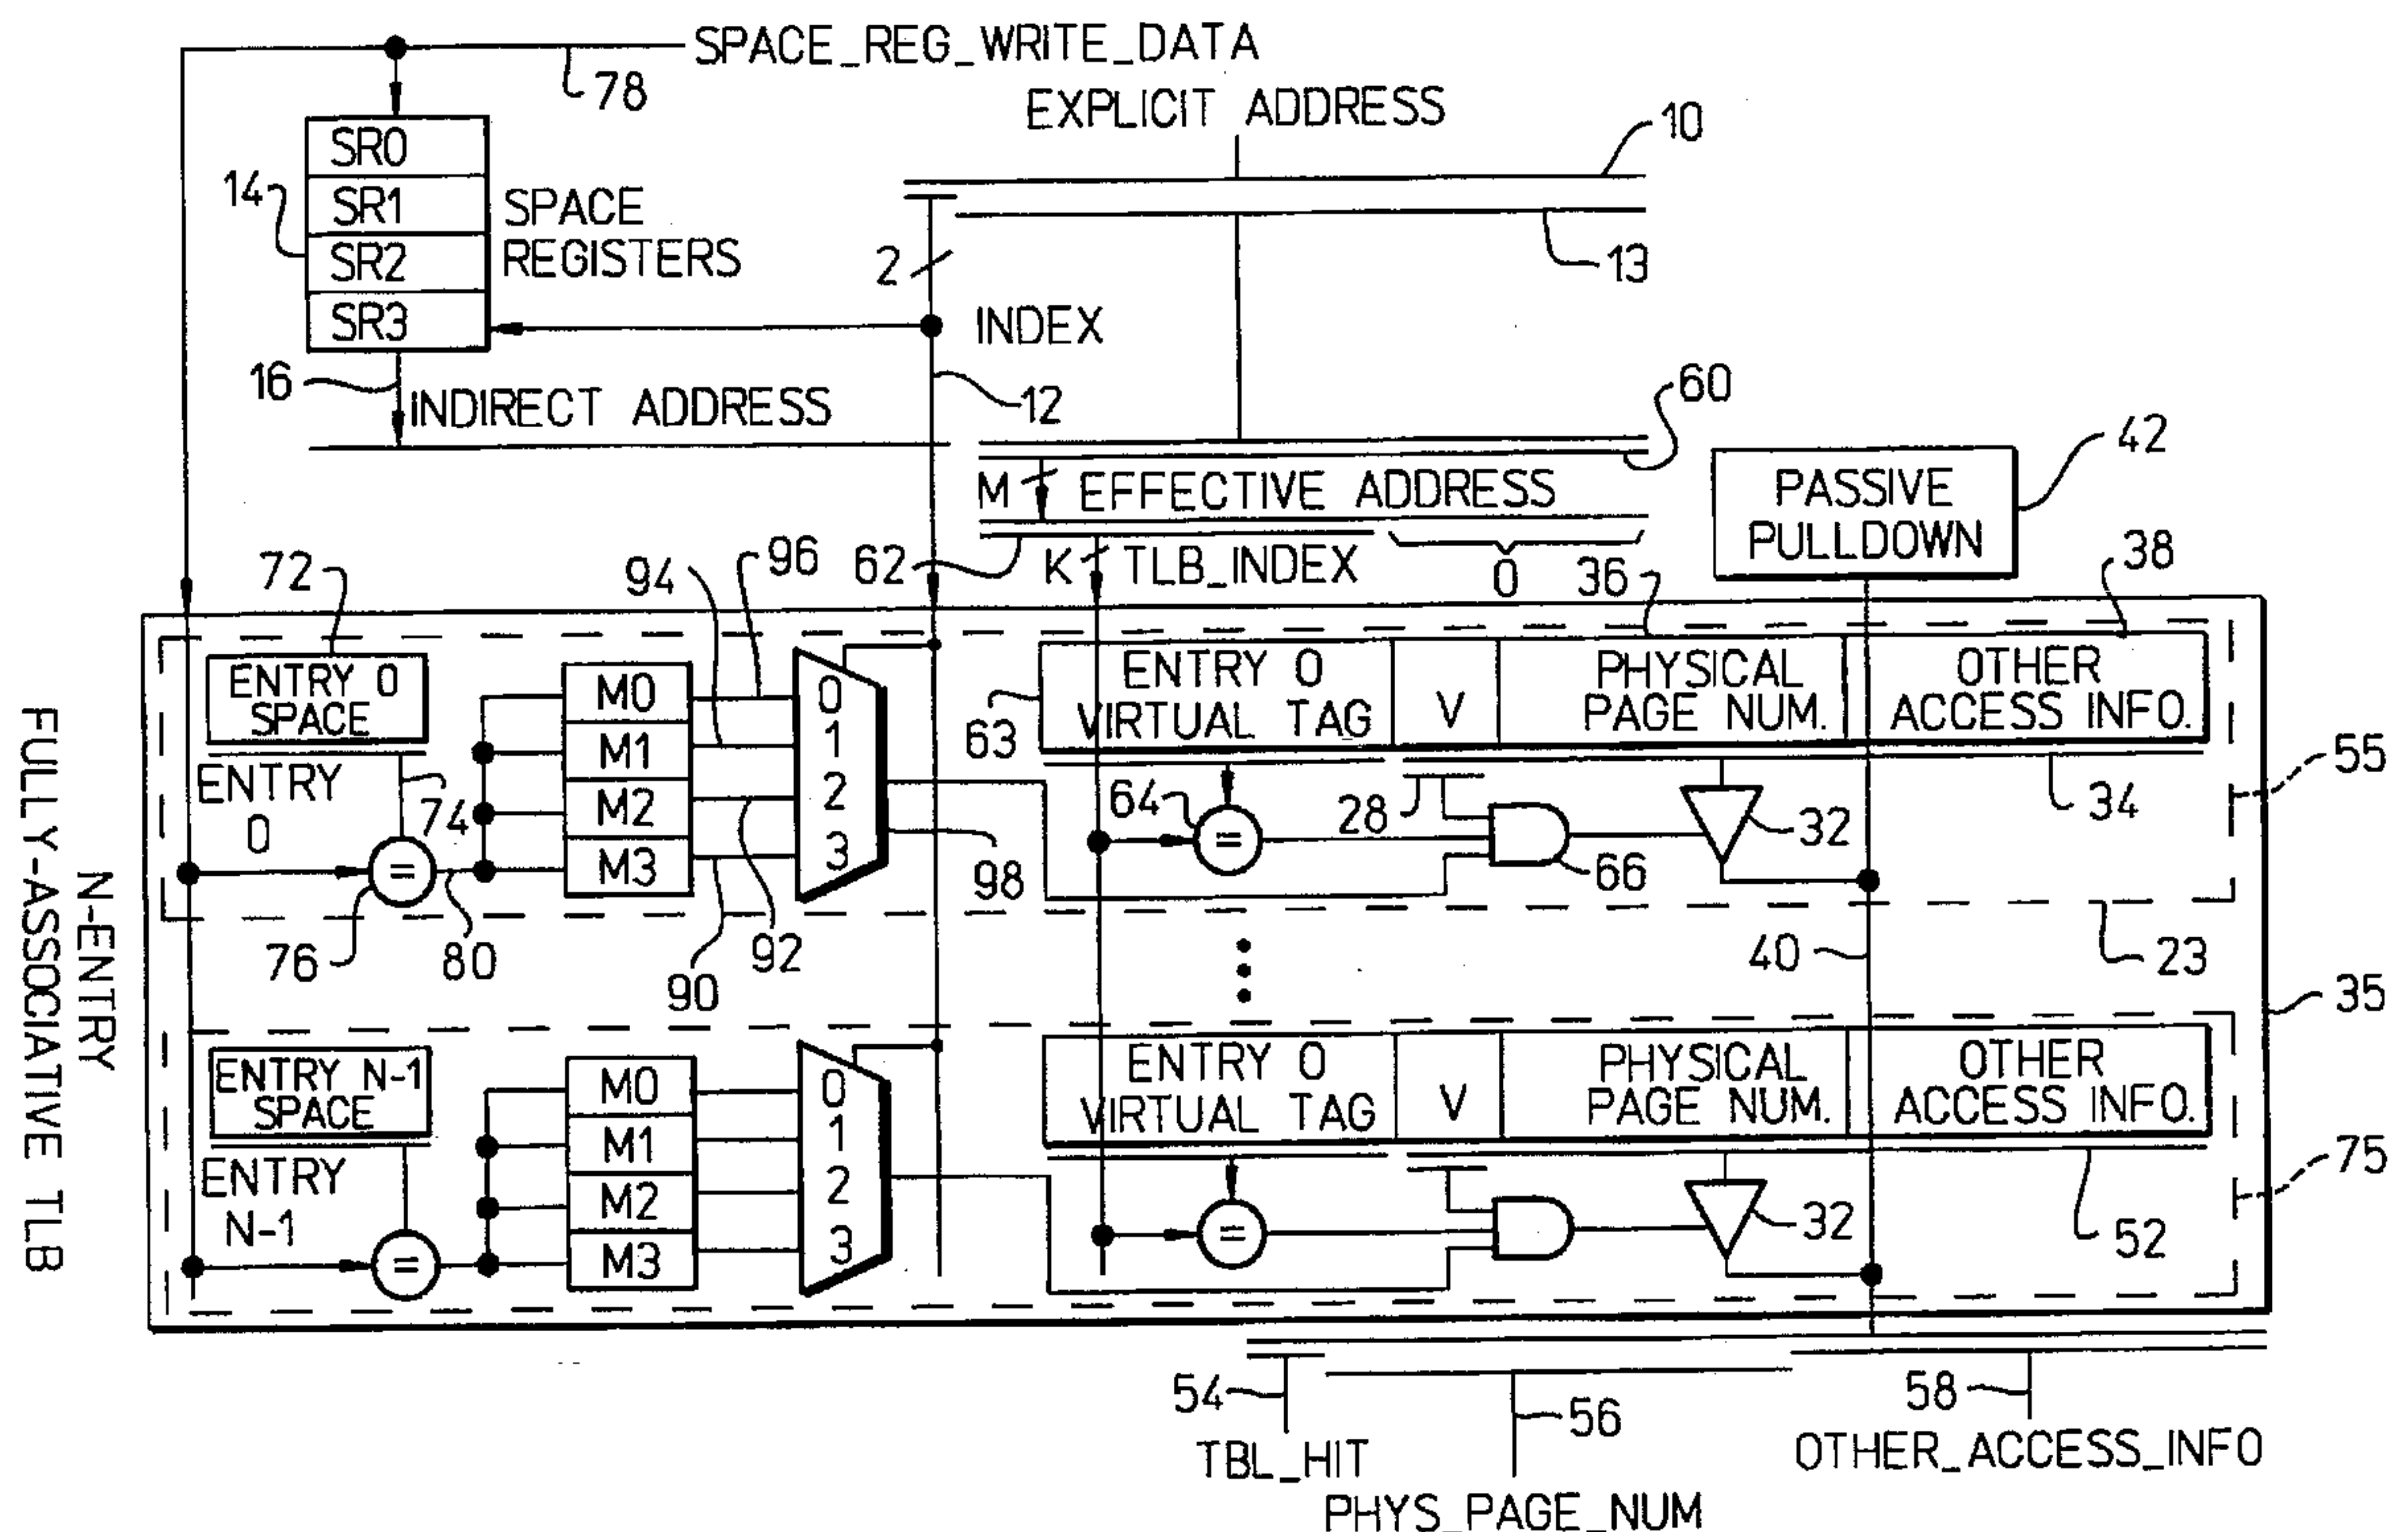 SPACE_REG_WRITE_DATA
78
EXPLICIT ADDRESS
10
SR0
14
SR1
SPACE
REGISTERS
SR2
SR3
2
13
INDEX
16
INDIRECT ADDRESS
12
60
42
M
EFFECTIVE ADDRESS
PASSIVE
PULLDOWN
62
K
TLB_INDEX
0
36
38
72
94
96
ENTRY 0
SPACE
M0
M1
M2
M3
0
1
2
3
63
ENTRY 0
VIRTUAL TAG
V
PHYSICAL
PAGE NUM.
OTHER
ACCESS INFO.
55
ENTRY
0
74
64
28
32
34
66
98
76
80
92
90
40
23
35
N-ENTRY
FULLY-ASSOCIATIVE TLB
ENTRY N-1
SPACE
M0
M1
M2
M3
0
1
2
3
ENTRY 0
VIRTUAL TAG
V
PHYSICAL
PAGE NUM.
OTHER
ACCESS INFO.
75
ENTRY
N-1
32
52
54
56
58
TBL_HIT
PHYS_PAGE_NUM
OTHER_ACCESS_INFO